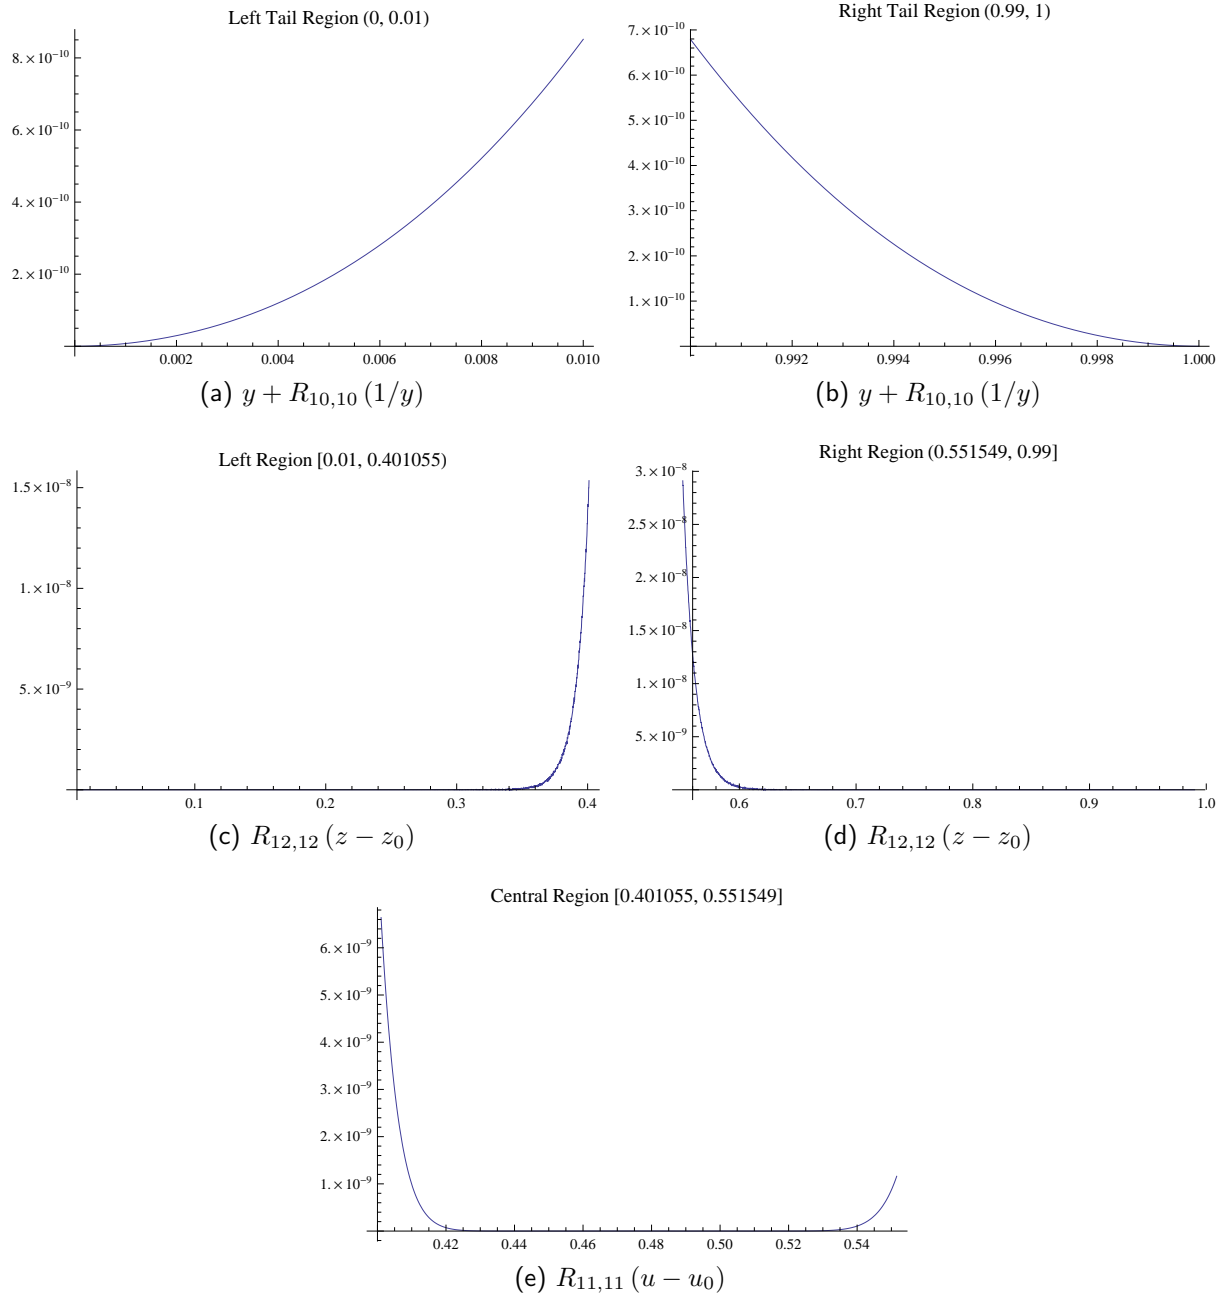 Left Tail Region (0, 0.01)
8.×10⁻¹⁰
6.×10⁻¹⁰
4.×10⁻¹⁰
2.×10⁻¹⁰
0.002 0.004 0.006 0.008 0.010
(a) y + R₁₀,₁₀ (1/y)
Right Tail Region (0.99, 1)
7.×10⁻¹⁰
6.×10⁻¹⁰
5.×10⁻¹⁰
4.×10⁻¹⁰
3.×10⁻¹⁰
2.×10⁻¹⁰
1.×10⁻¹⁰
0.992 0.994 0.996 0.998 1.000
(b) y + R₁₀,₁₀ (1/y)
Left Region [0.01, 0.401055)
1.5×10⁻⁸
1.×10⁻⁸
5.×10⁻⁹
0.1 0.2 0.3 0.4
(c) R₁₂,₁₂ (z − z₀)
Right Region (0.551549, 0.99]
3.×10⁻⁸
2.5×10⁻⁸
2.×10⁻⁸
1.5×10⁻⁸
1.×10⁻⁸
5.×10⁻⁹
0.6 0.7 0.8 0.9 1.0
(d) R₁₂,₁₂ (z − z₀)
Central Region [0.401055, 0.551549]
6.×10⁻⁹
5.×10⁻⁹
4.×10⁻⁹
3.×10⁻⁹
2.×10⁻⁹
1.×10⁻⁹
0.42 0.44 0.46 0.48 0.50 0.52 0.54
(e) R₁₁,₁₁ (u − u₀)